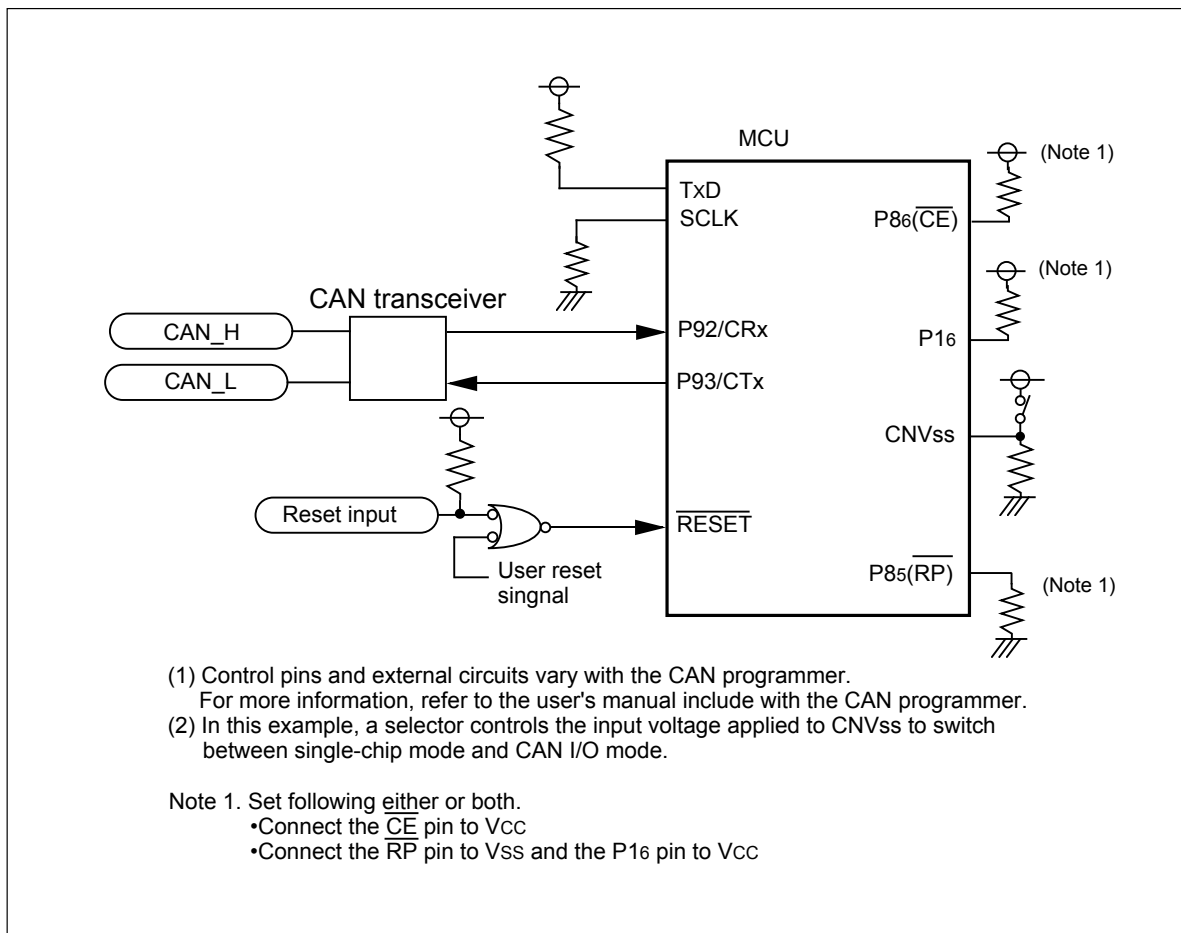 MCU
(Note 1)
TxD
SCLK
P86(CE)
(Note 1)
CAN transceiver
CAN_H
P92/CRx
P16
CAN_L
P93/CTx
CNVss
Reset input
RESET
User reset
singnal
P85(RP)
(Note 1)
(1) Control pins and external circuits vary with the CAN programmer.
For more information, refer to the user's manual include with the CAN programmer.
(2) In this example, a selector controls the input voltage applied to CNVss to switch
between single-chip mode and CAN I/O mode.
Note 1. Set following either or both.
•Connect the CE pin to VCC
•Connect the RP pin to VSS and the P16 pin to VCC